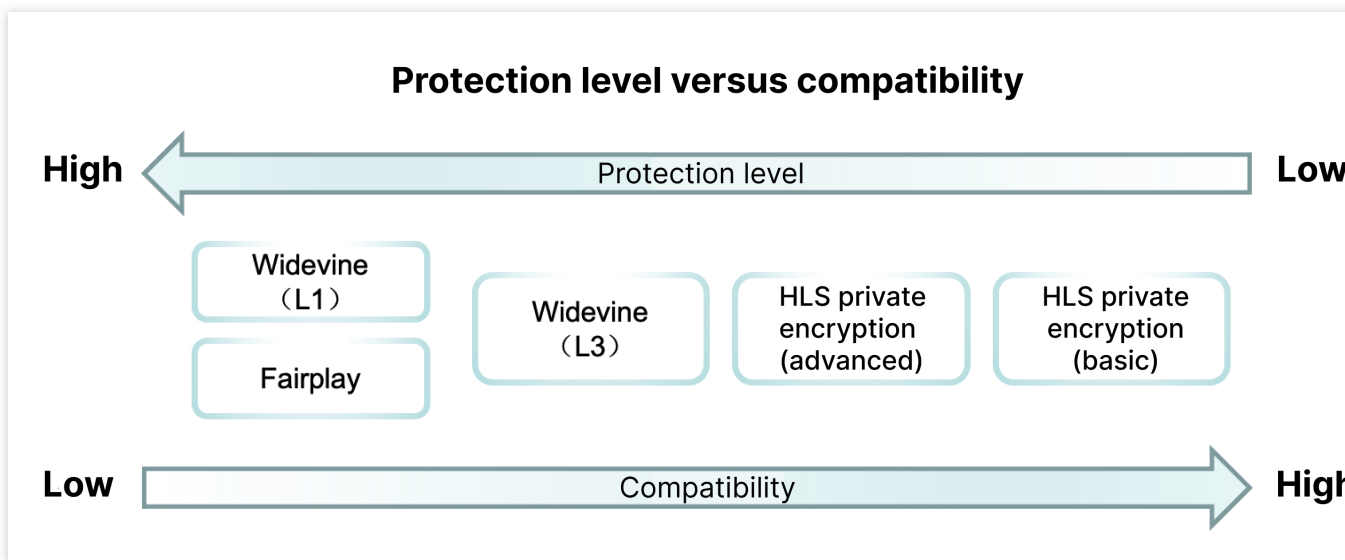 Protection level versus compatibility
High
Protection level
Low
Widevine
（L1）
Fairplay
Widevine
（L3）
HLS private
encryption
(advanced)
HLS private
encryption
(basic)
Low
Compatibility
High